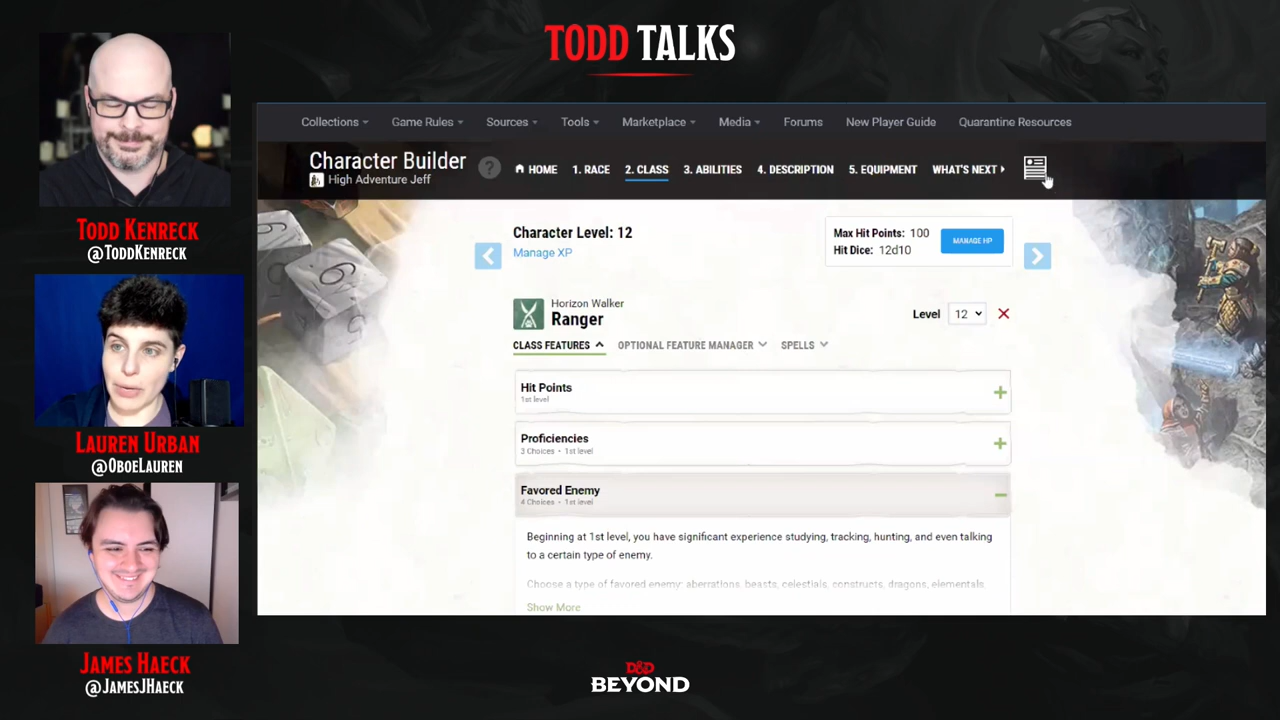 TODD TALKS
TODD KENRECK
@TODDKENRECK
LAUREN URBAN
@OBOELAUREN
JAMES HAECK
@JAMESJHAECK
Collections Game Rules Sources Tools Marketplace Media Forums New Player Guide Quarantine Resources
Character Builder
High Adventure Jeff
? HOME 1. RACE 2. CLASS 3. ABILITIES 4. DESCRIPTION 5. EQUIPMENT WHAT'S NEXT
Character Level: 12
Manage XP
Max Hit Points: 100
Hit Dice: 12d10
MANAGE HP
Horizon Walker
Ranger
Level 12
CLASS FEATURES OPTIONAL FEATURE MANAGER SPELLS
Hit Points
1st level
Proficiencies
3 Choices • 1st level
Favored Enemy
4 Choices • 1st level
Beginning at 1st level, you have significant experience studying, tracking, hunting, and even talking
to a certain type of enemy.
Choose a type of favored enemy: aberrations, beasts, celestials, constructs, dragons, elementals,
Show More
D&D
BEYOND